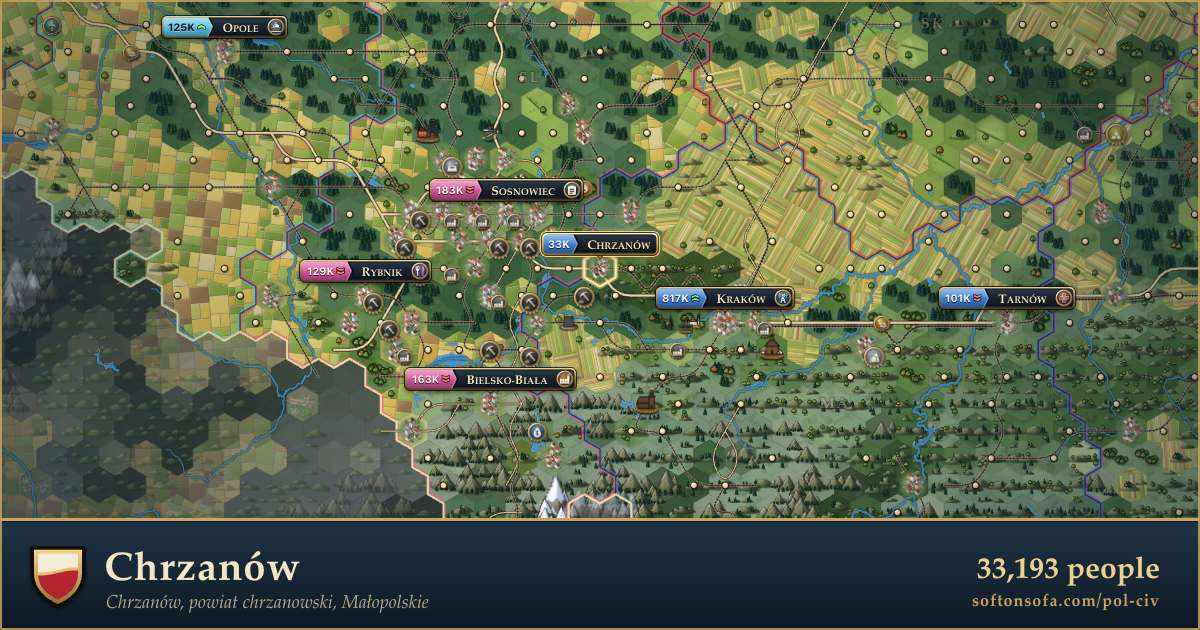 125K OPOLE
SK
183K SOSNOWIEC
33K CHRZANÓW
129K RYBNIK
817K KRAKÓW
101K TARNÓW
163K BIELSKO-BIAŁA
Chrzanów
33,193 people
Chrzanów, powiat chrzanowski, Małopolskie
softonsofa.com/pol-civ